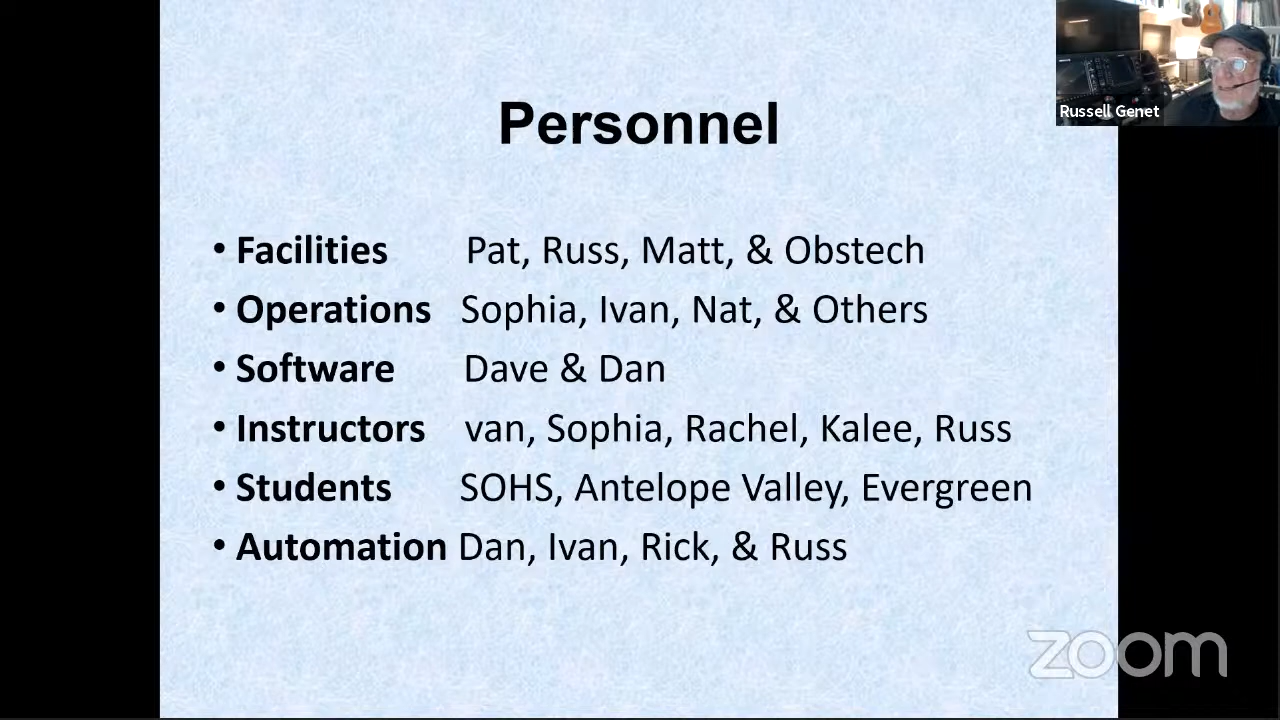 Personnel
Russell Genet
• Facilities Pat, Russ, Matt, & Obstech
• Operations Sophia, Ivan, Nat, & Others
• Software Dave & Dan
• Instructors van, Sophia, Rachel, Kalee, Russ
• Students SOHS, Antelope Valley, Evergreen
• Automation Dan, Ivan, Rick, & Russ
zoom